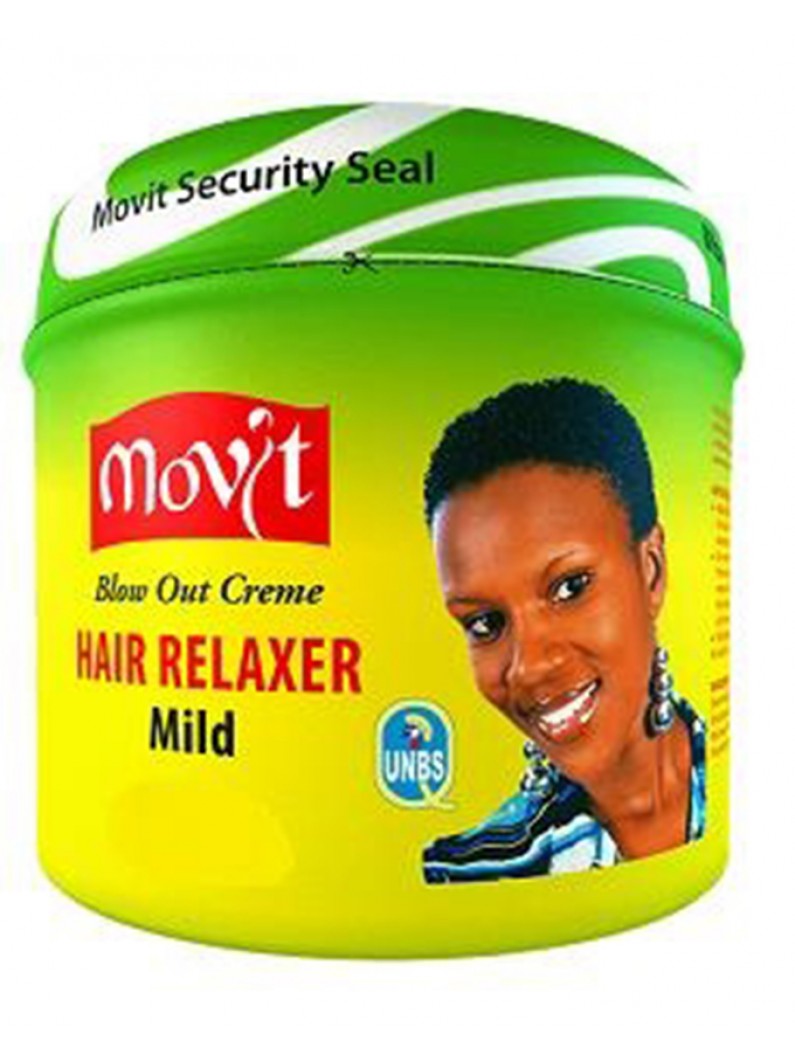 Movit Security Seal
movit
Blow Out Creme
HAIR RELAXER
Mild
UNBS